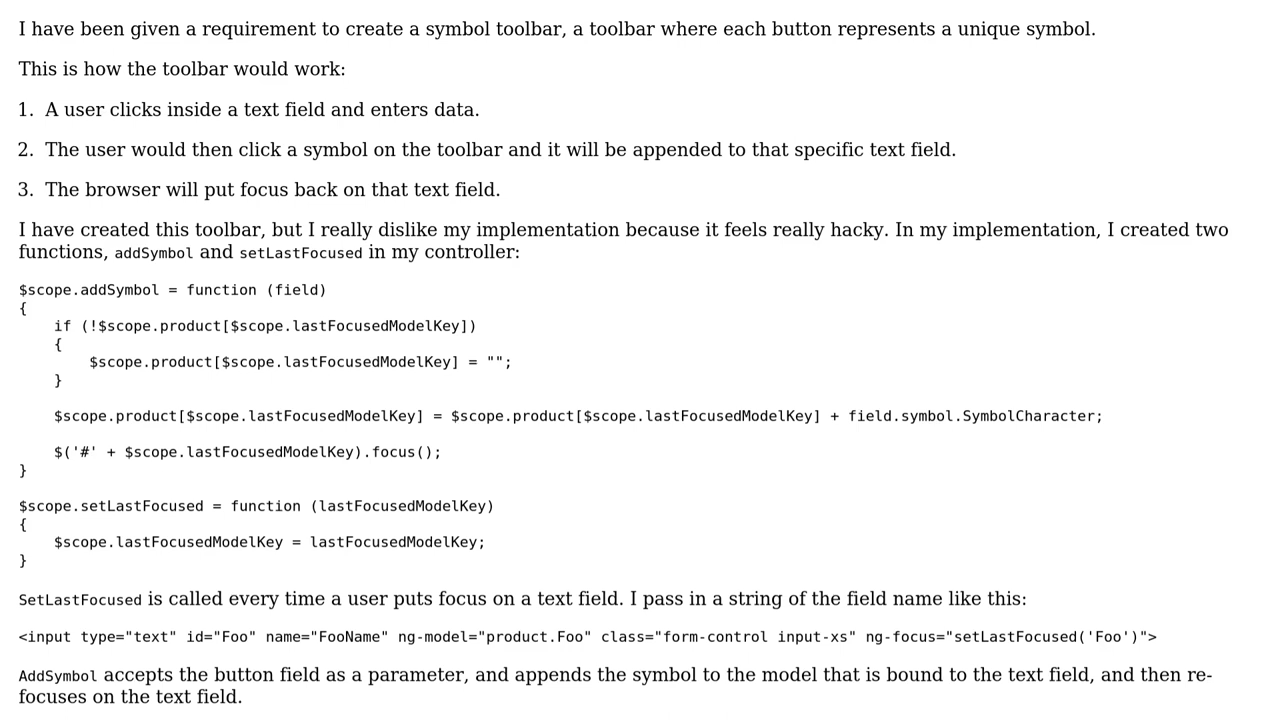 I have been given a requirement to create a symbol toolbar, a toolbar where each button represents a unique symbol.
This is how the toolbar would work:
1. A user clicks inside a text field and enters data.
2. The user would then click a symbol on the toolbar and it will be appended to that specific text field.
3. The browser will put focus back on that text field.
I have created this toolbar, but I really dislike my implementation because it feels really hacky. In my implementation, I created two
functions, addSymbol and setLastFocused in my controller:
$scope.addSymbol = function (field)
{
    if (!$scope.product[$scope.lastFocusedModelKey])
    {
        $scope.product[$scope.lastFocusedModelKey] = "";
    }
    $scope.product[$scope.lastFocusedModelKey] = $scope.product[$scope.lastFocusedModelKey] + field.symbol.SymbolCharacter;
    $('#' + $scope.lastFocusedModelKey).focus();
}
$scope.setLastFocused = function (lastFocusedModelKey)
{
    $scope.lastFocusedModelKey = lastFocusedModelKey;
}
SetLastFocused is called every time a user puts focus on a text field. I pass in a string of the field name like this:
<input type="text" id="Foo" name="FooName" ng-model="product.Foo" class="form-control input-xs" ng-focus="setLastFocused('Foo')">
AddSymbol accepts the button field as a parameter, and appends the symbol to the model that is bound to the text field, and then re-
focuses on the text field.